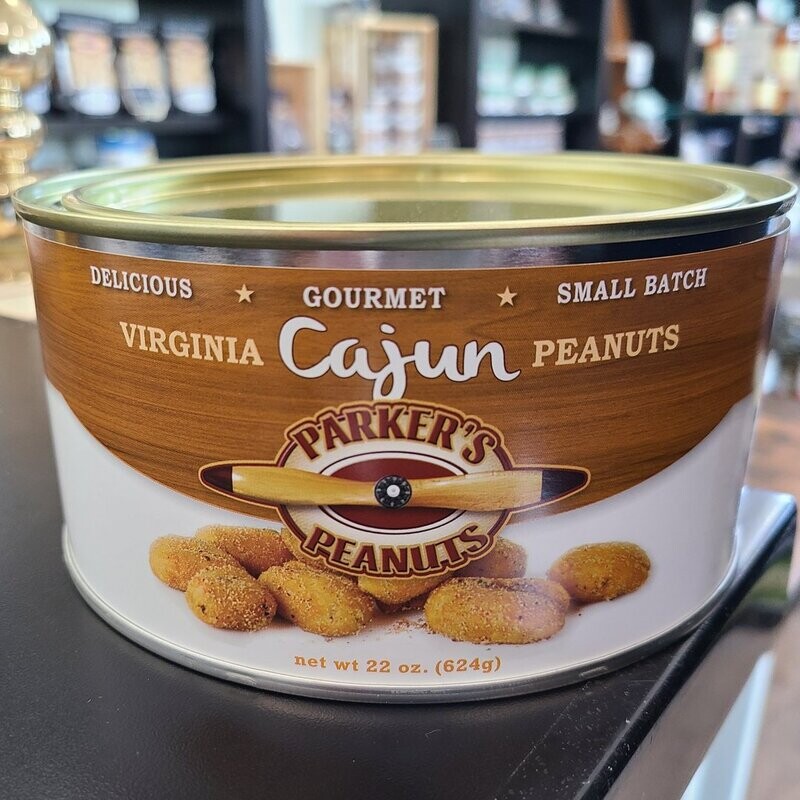 DELICIOUS ★ GOURMET ★ SMALL BATCH
VIRGINIA Cajun PEANUTS
PARKER'S
PEANUTS
net wt 22 oz. (624g)